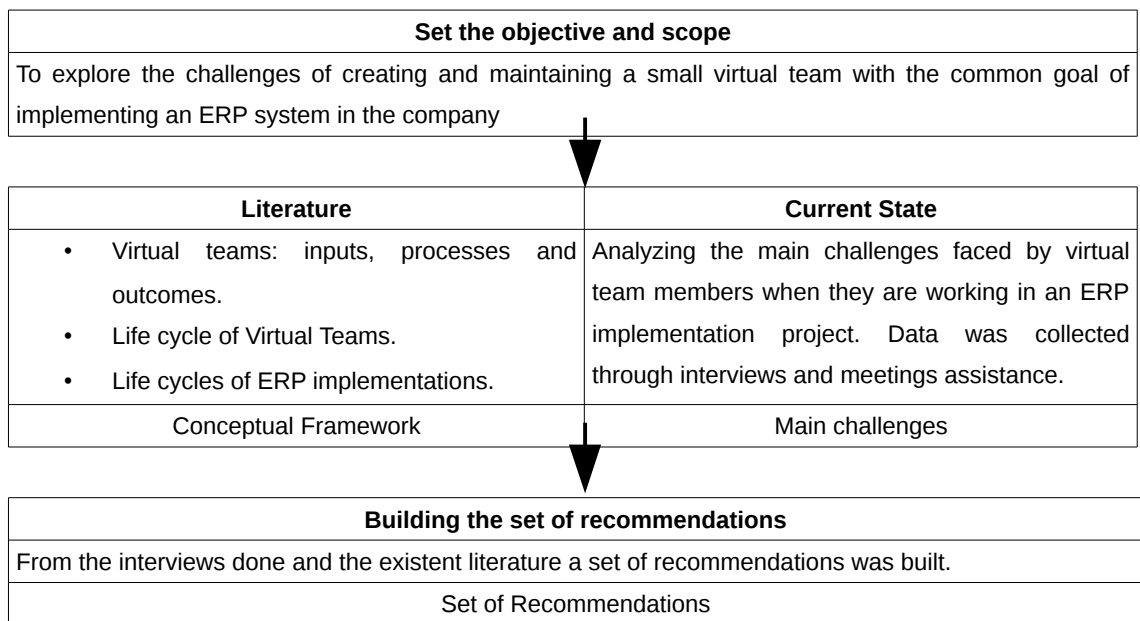 Set the objective and scope
To explore the challenges of creating and maintaining a small virtual team with the common goal of
implementing an ERP system in the company
Literature
• Virtual teams: inputs, processes and
outcomes.
• Life cycle of Virtual Teams.
• Life cycles of ERP implementations.
Conceptual Framework
Current State
Analyzing the main challenges faced by virtual
team members when they are working in an ERP
implementation project. Data was collected
through interviews and meetings assistance.
Main challenges
Building the set of recommendations
From the interviews done and the existent literature a set of recommendations was built.
Set of Recommendations